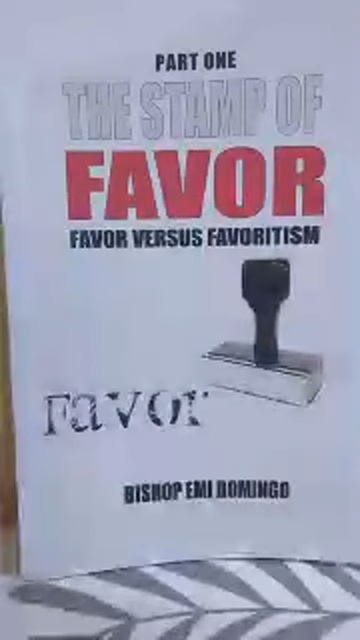 PART ONE
THE STAMP OF
FAVOR
FAVOR VERSUS FAVORITISM
Favor
BISHOP EMI DOMINGO